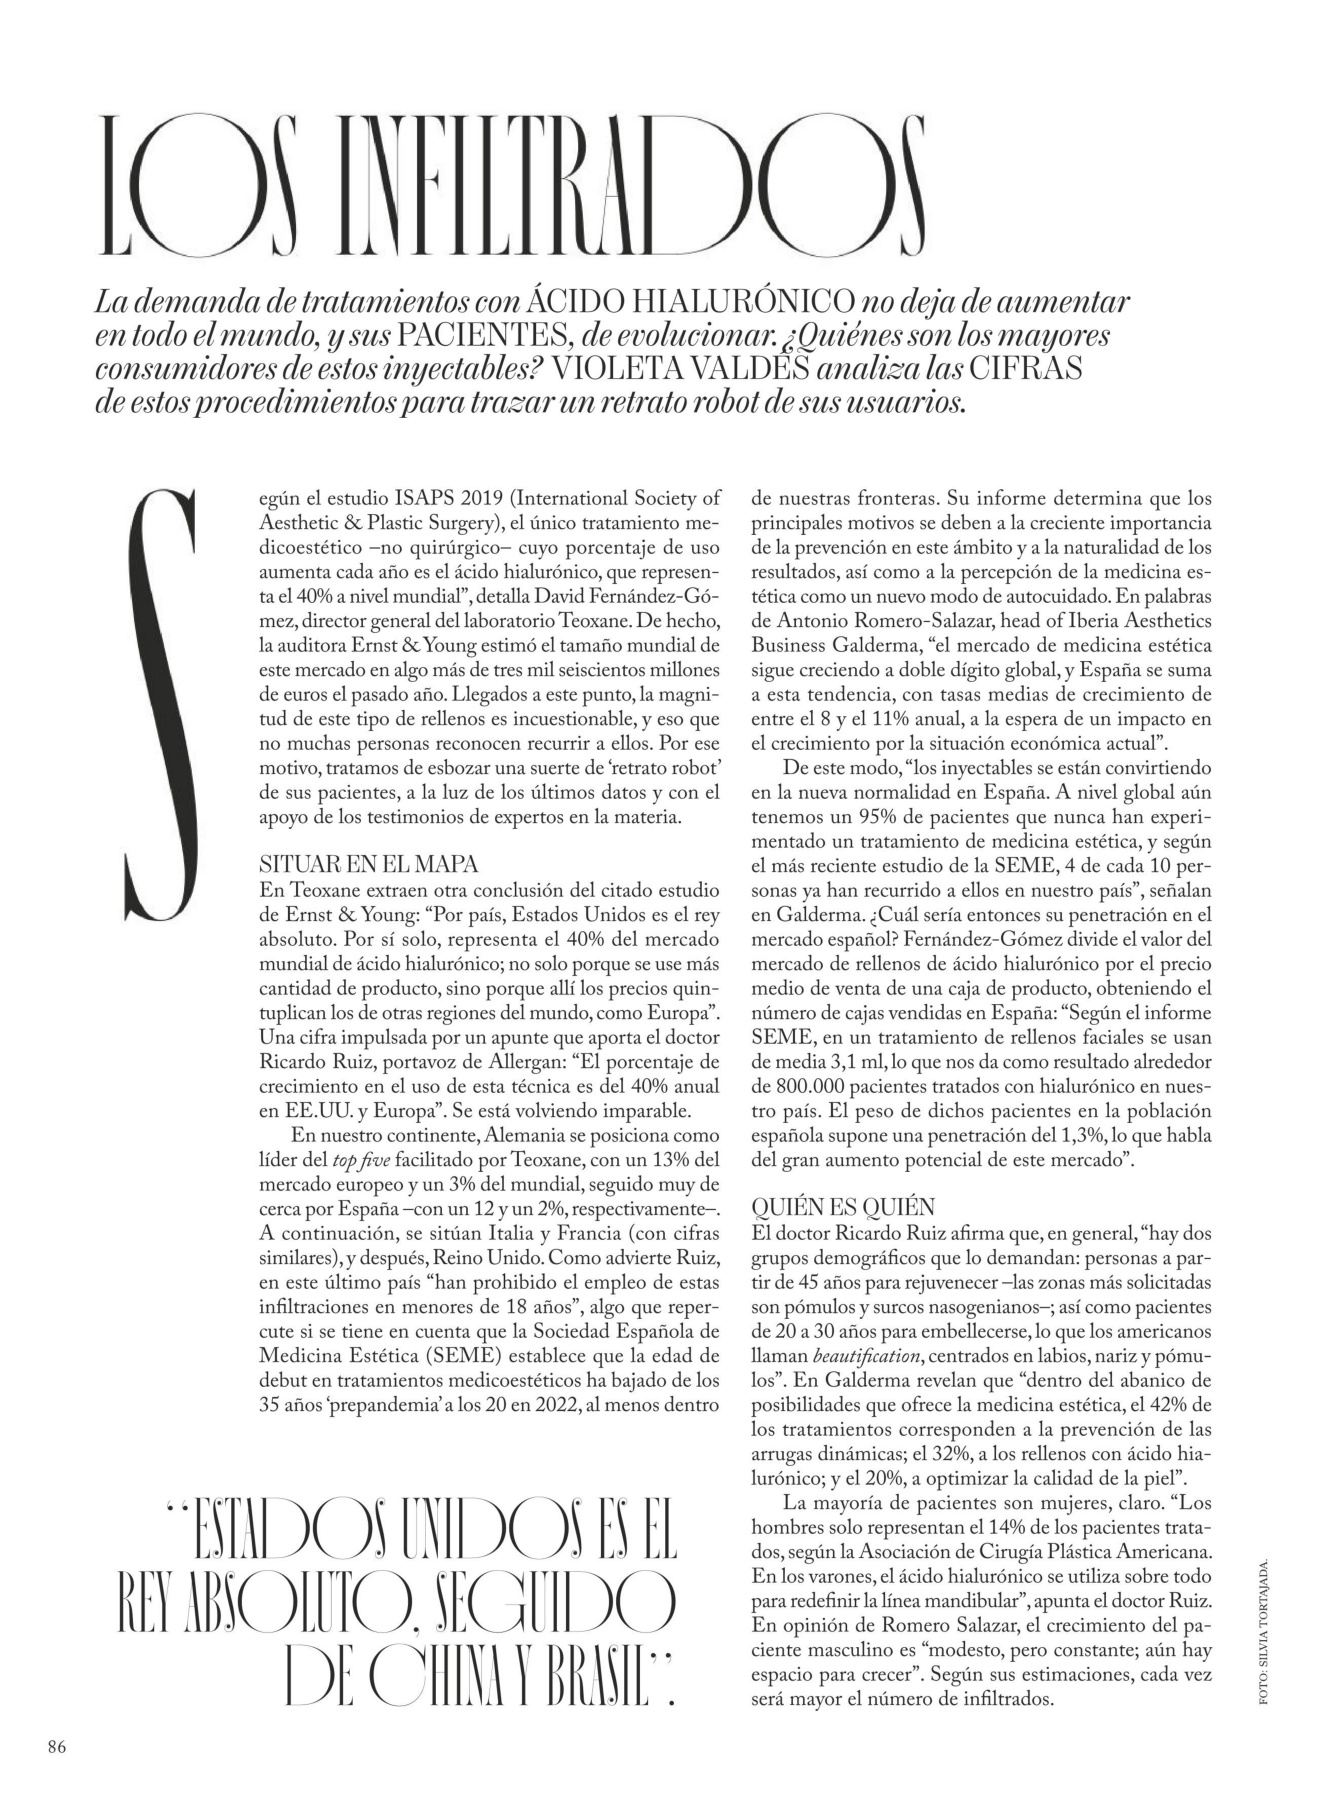 LOS INFILTRADOS
La demanda de tratamientos con ÁCIDO HIALURÓNICO no deja de aumentar
en todo el mundo, y sus PACIENTES, de evolucionar. ¿Quiénes son los mayores
consumidores de estos inyectables? VIOLETA VALDÉS analiza las CIFRAS
de estos procedimientos para trazar un retrato robot de sus usuarios.
S
egún el estudio ISAPS 2019 (International Society of
Aesthetic & Plastic Surgery), el único tratamiento me-
dicoestético –no quirúrgico– cuyo porcentaje de uso
aumenta cada año es el ácido hialurónico, que represen-
ta el 40% a nivel mundial”, detalla David Fernández-Gó-
mez, director general del laboratorio Teoxane. De hecho,
la auditora Ernst & Young estimó el tamaño mundial de
este mercado en algo más de tres mil seiscientos millones
de euros el pasado año. Llegados a este punto, la magni-
tud de este tipo de rellenos es incuestionable, y eso que
no muchas personas reconocen recurrir a ellos. Por ese
motivo, tratamos de esbozar una suerte de ‘retrato robot’
de sus pacientes, a la luz de los últimos datos y con el
apoyo de los testimonios de expertos en la materia.
SITUAR EN EL MAPA
En Teoxane extraen otra conclusión del citado estudio
de Ernst & Young: “Por país, Estados Unidos es el rey
absoluto. Por sí solo, representa el 40% del mercado
mundial de ácido hialurónico; no solo porque se use más
cantidad de producto, sino porque allí los precios quin-
tuplican los de otras regiones del mundo, como Europa”.
Una cifra impulsada por un apunte que aporta el doctor
Ricardo Ruiz, portavoz de Allergan: “El porcentaje de
crecimiento en el uso de esta técnica es del 40% anual
en EE.UU. y Europa”. Se está volviendo imparable.
En nuestro continente, Alemania se posiciona como
líder del top five facilitado por Teoxane, con un 13% del
mercado europeo y un 3% del mundial, seguido muy de
cerca por España –con un 12 y un 2%, respectivamente–.
A continuación, se sitúan Italia y Francia (con cifras
similares), y después, Reino Unido. Como advierte Ruiz,
en este último país “han prohibido el empleo de estas
infiltraciones en menores de 18 años”, algo que reper-
cute si se tiene en cuenta que la Sociedad Española de
Medicina Estética (SEME) establece que la edad de
debut en tratamientos medicoestéticos ha bajado de los
35 años ‘prepandemia’ a los 20 en 2022, al menos dentro
de nuestras fronteras. Su informe determina que los
principales motivos se deben a la creciente importancia
de la prevención en este ámbito y a la naturalidad de los
resultados, así como a la percepción de la medicina es-
tética como un nuevo modo de autocuidado. En palabras
de Antonio Romero-Salazar, head of Iberia Aesthetics
Business Galderma, “el mercado de medicina estética
sigue creciendo a doble dígito global, y España se suma
a esta tendencia, con tasas medias de crecimiento de
entre el 8 y el 11% anual, a la espera de un impacto en
el crecimiento por la situación económica actual”.
De este modo, “los inyectables se están convirtiendo
en la nueva normalidad en España. A nivel global aún
tenemos un 95% de pacientes que nunca han experi-
mentado un tratamiento de medicina estética, y según
el más reciente estudio de la SEME, 4 de cada 10 per-
sonas ya han recurrido a ellos en nuestro país”, señalan
en Galderma. ¿Cuál sería entonces su penetración en el
mercado español? Fernández-Gómez divide el valor del
mercado de rellenos de ácido hialurónico por el precio
medio de venta de una caja de producto, obteniendo el
número de cajas vendidas en España: “Según el informe
SEME, en un tratamiento de rellenos faciales se usan
de media 3,1 ml, lo que nos da como resultado alrededor
de 800.000 pacientes tratados con hialurónico en nues-
tro país. El peso de dichos pacientes en la población
española supone una penetración del 1,3%, lo que habla
del gran aumento potencial de este mercado”.
QUIÉN ES QUIÉN
El doctor Ricardo Ruiz afirma que, en general, “hay dos
grupos demográficos que lo demandan: personas a par-
tir de 45 años para rejuvenecer –las zonas más solicitadas
son pómulos y surcos nasogenianos–; así como pacientes
de 20 a 30 años para embellecerse, lo que los americanos
llaman beautification, centrados en labios, nariz y pómu-
los”. En Galderma revelan que “dentro del abanico de
posibilidades que ofrece la medicina estética, el 42% de
los tratamientos corresponden a la prevención de las
arrugas dinámicas; el 32%, a los rellenos con ácido hia-
lurónico; y el 20%, a optimizar la calidad de la piel”.
La mayoría de pacientes son mujeres, claro. “Los
hombres solo representan el 14% de los pacientes trata-
dos, según la Asociación de Cirugía Plástica Americana.
En los varones, el ácido hialurónico se utiliza sobre todo
para redefinir la línea mandibular”, apunta el doctor Ruiz.
En opinión de Romero Salazar, el crecimiento del pa-
ciente masculino es “modesto, pero constante; aún hay
espacio para crecer”. Según sus estimaciones, cada vez
será mayor el número de infiltrados.
“ESTADOS UNIDOS ES EL
REY ABSOLUTO, SEGUIDO
DE CHINA Y BRASIL”.
FOTO: SILVIA TORTAJADA.
86